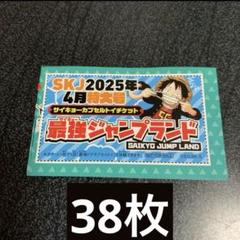 SKJ 2025年
4月特大号
サイキョーカプセルトイチケット
最強ジャンプランド
SAIKYO JUMP LAND
38枚